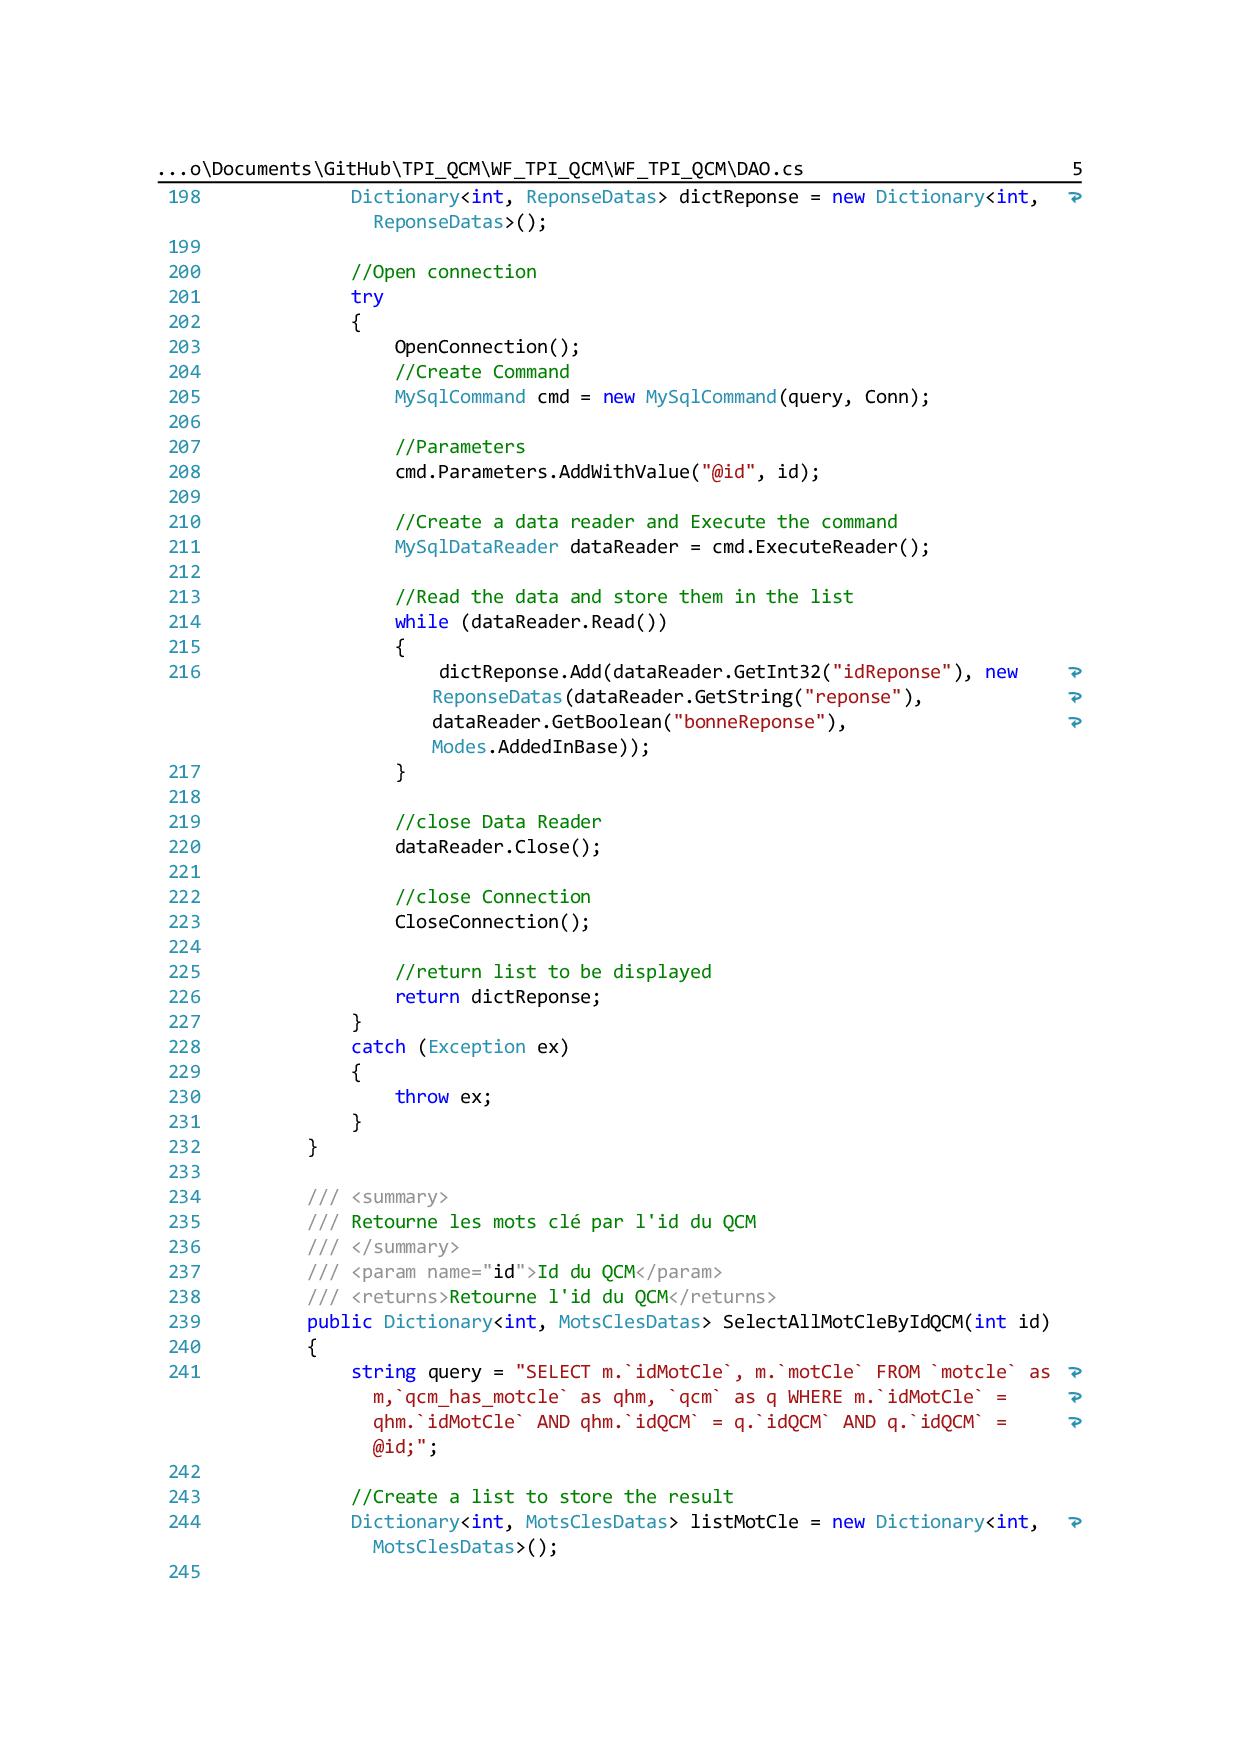 ...o\Documents\GitHub\TPI_QCM\WF_TPI_QCM\WF_TPI_QCM\DAO.cs 5
198 Dictionary<int, ReponseDatas> dictReponse = new Dictionary<int,
ReponseDatas>();
199
200 //Open connection
201 try
202 {
203 OpenConnection();
204 //Create Command
205 MySqlCommand cmd = new MySqlCommand(query, Conn);
206
207 //Parameters
208 cmd.Parameters.AddWithValue("@id", id);
209
210 //Create a data reader and Execute the command
211 MySqlDataReader dataReader = cmd.ExecuteReader();
212
213 //Read the data and store them in the list
214 while (dataReader.Read())
215 {
216 dictReponse.Add(dataReader.GetInt32("idReponse"), new
ReponseDatas(dataReader.GetString("reponse"),
dataReader.GetBoolean("bonneReponse"),
Modes.AddedInBase));
217 }
218
219 //close Data Reader
220 dataReader.Close();
221
222 //close Connection
223 CloseConnection();
224
225 //return list to be displayed
226 return dictReponse;
227 }
228 catch (Exception ex)
229 {
230 throw ex;
231 }
232 }
233
234 /// <summary>
235 /// Retourne les mots clé par l'id du QCM
236 /// </summary>
237 /// <param name="id">Id du QCM</param>
238 /// <returns>Retourne l'id du QCM</returns>
239 public Dictionary<int, MotsClesDatas> SelectAllMotCleByIdQCM(int id)
240 {
241 string query = "SELECT m.`idMotCle`, m.`motCle` FROM `motcle` as
m,`qcm_has_motcle` as qhm, `qcm` as q WHERE m.`idMotCle` =
qhm.`idMotCle` AND qhm.`idQCM` = q.`idQCM` AND q.`idQCM` =
@id;";
242
243 //Create a list to store the result
244 Dictionary<int, MotsClesDatas> listMotCle = new Dictionary<int,
MotsClesDatas>();
245